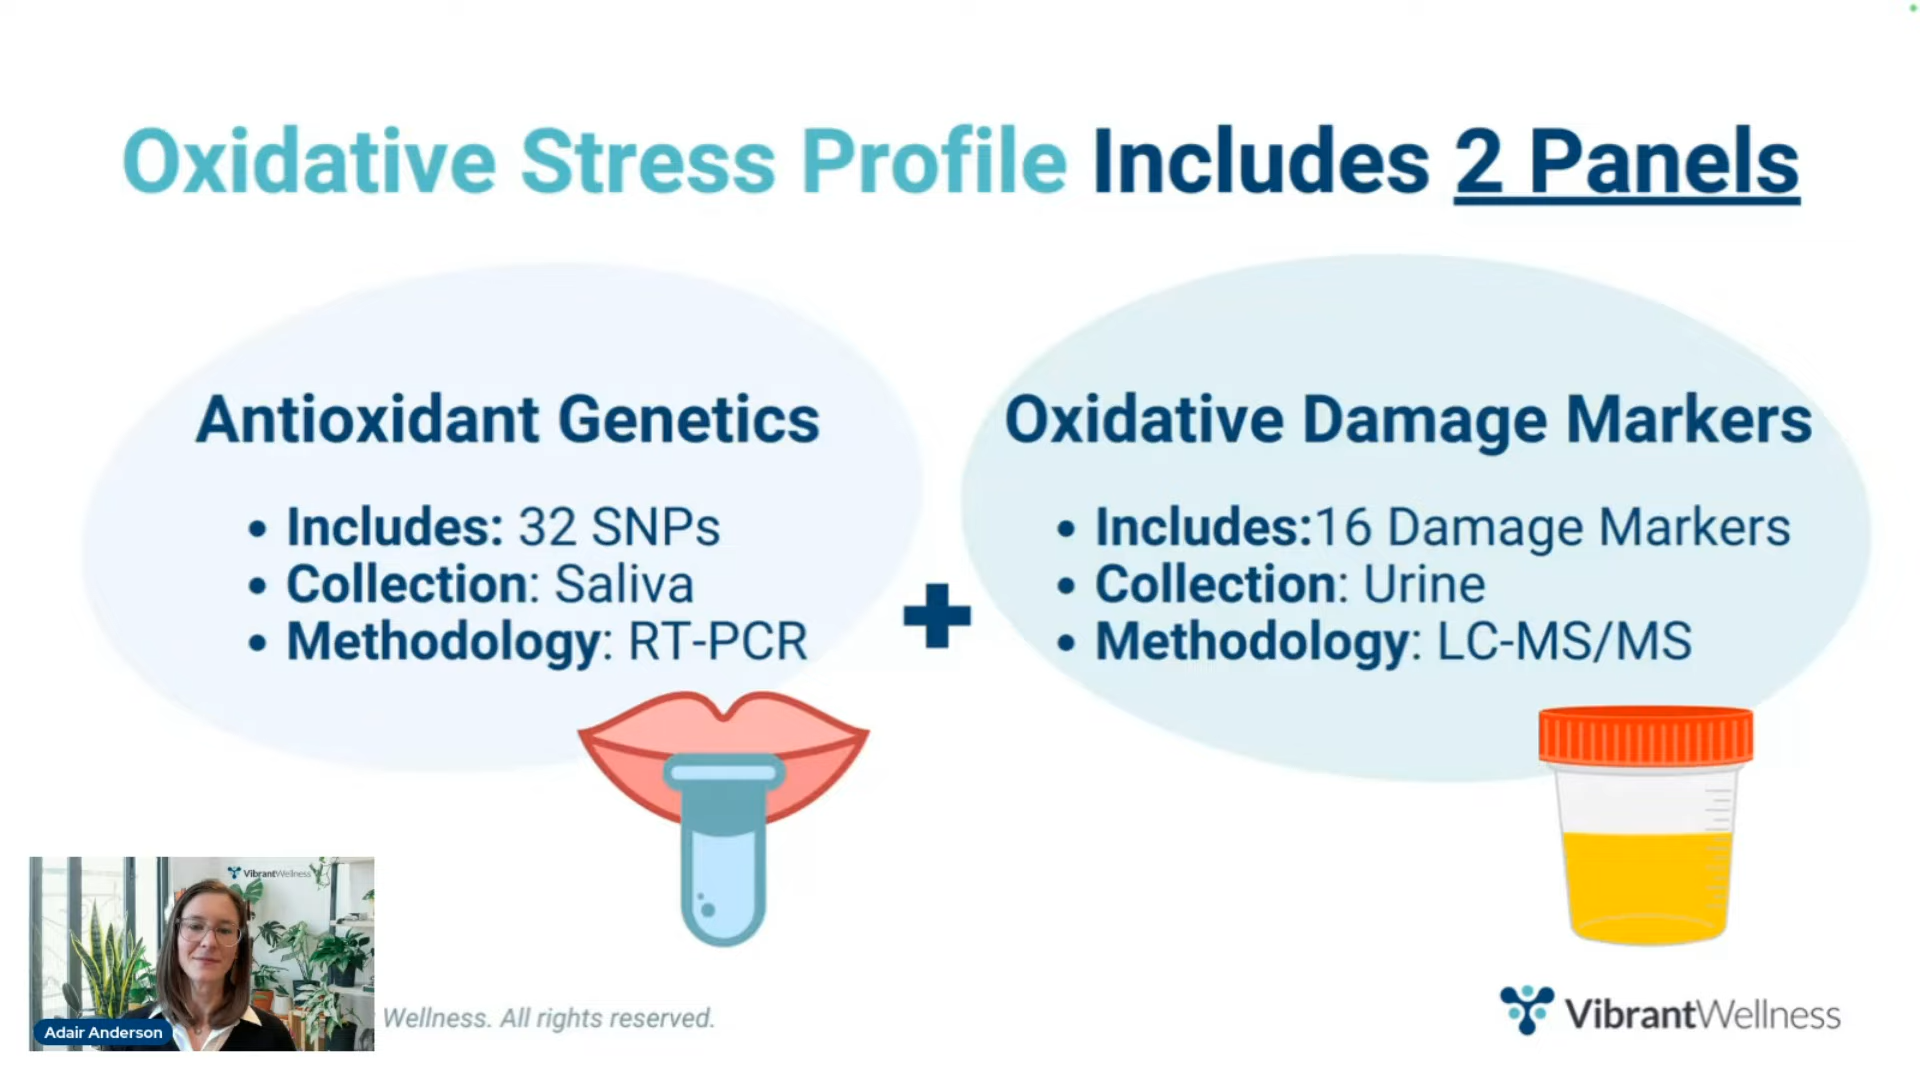 Oxidative Stress Profile Includes 2 Panels
Antioxidant Genetics
• Includes: 32 SNPs
• Collection: Saliva
• Methodology: RT-PCR
Oxidative Damage Markers
• Includes:16 Damage Markers
• Collection: Urine
• Methodology: LC-MS/MS
VibrantWellness
Adair Anderson
Wellness. All rights reserved.
VibrantWellness